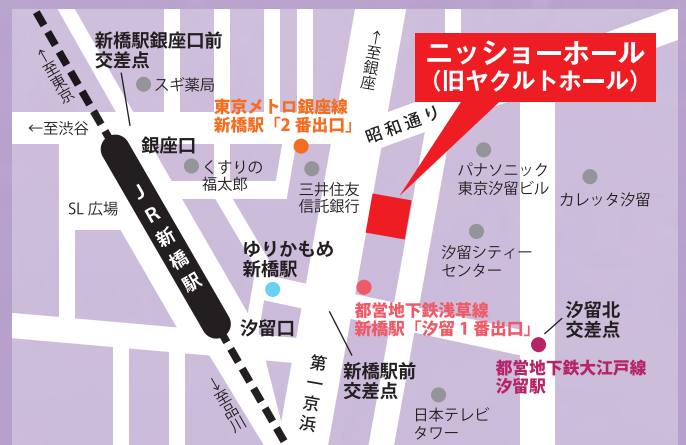 新橋駅銀座口前
交差点
↑至東京
スギ薬局
←至渋谷
銀座口
東京メトロ銀座線
新橋駅「2番出口」
↑至銀座
昭和通り
ニッショーホール
（旧ヤクルトホール）
くすりの
福太郎
三井住友
信託銀行
パナソニック
東京汐留ビル
カレッタ汐留
SL広場
JR新橋駅
ゆりかもめ
新橋駅
汐留シティー
センター
都営地下鉄浅草線
新橋駅「汐留1番出口」
汐留北
交差点
汐留口
第一京浜
新橋駅前
交差点
都営地下鉄大江戸線
汐留駅
↓至品川
日本テレビ
タワー